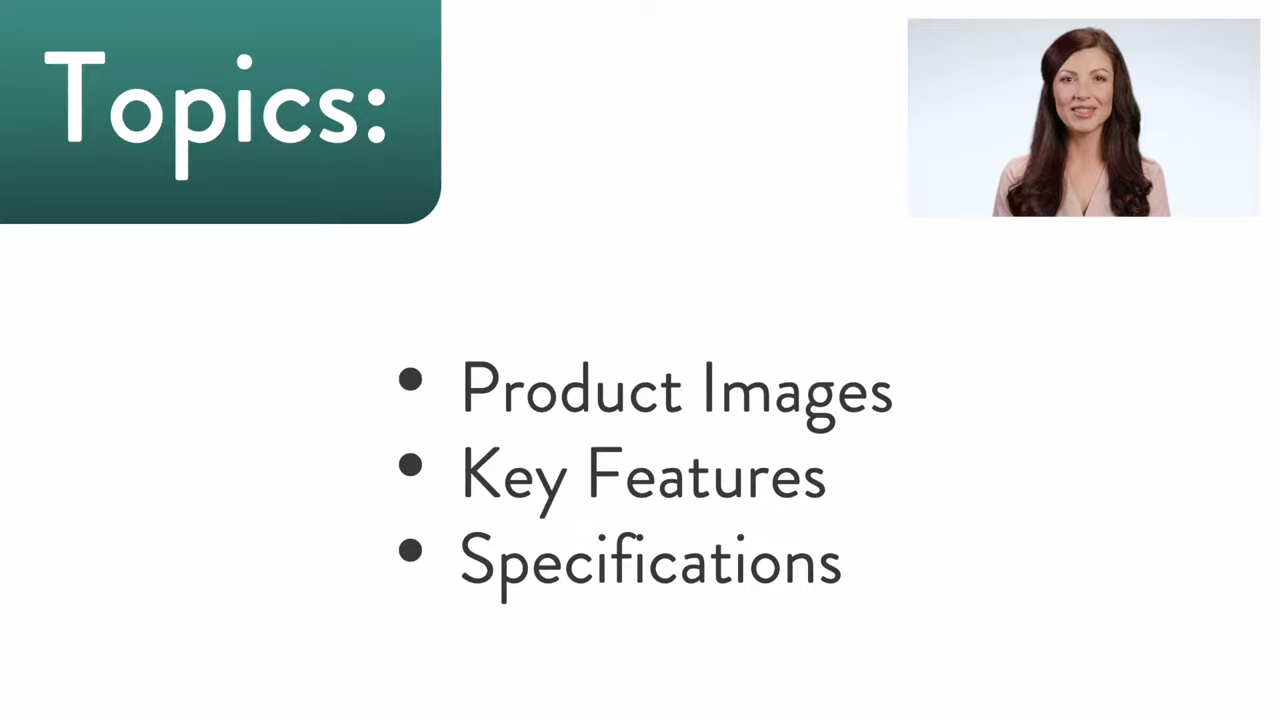 Topics:
• Product Images
• Key Features
• Specifications